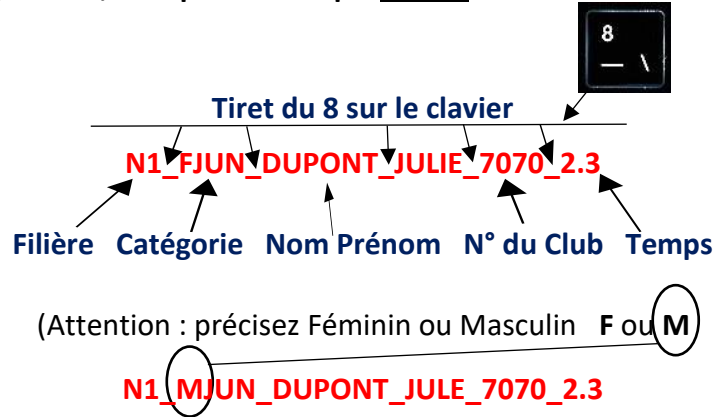 8
_ \
Tiret du 8 sur le clavier
N1_FJUN_DUPONT_JULIE_7070_2.3
Filière Catégorie Nom Prénom N° du Club Temps
(Attention : précisez Féminin ou Masculin F ou M
N1_MJUN_DUPONT_JULE_7070_2.3